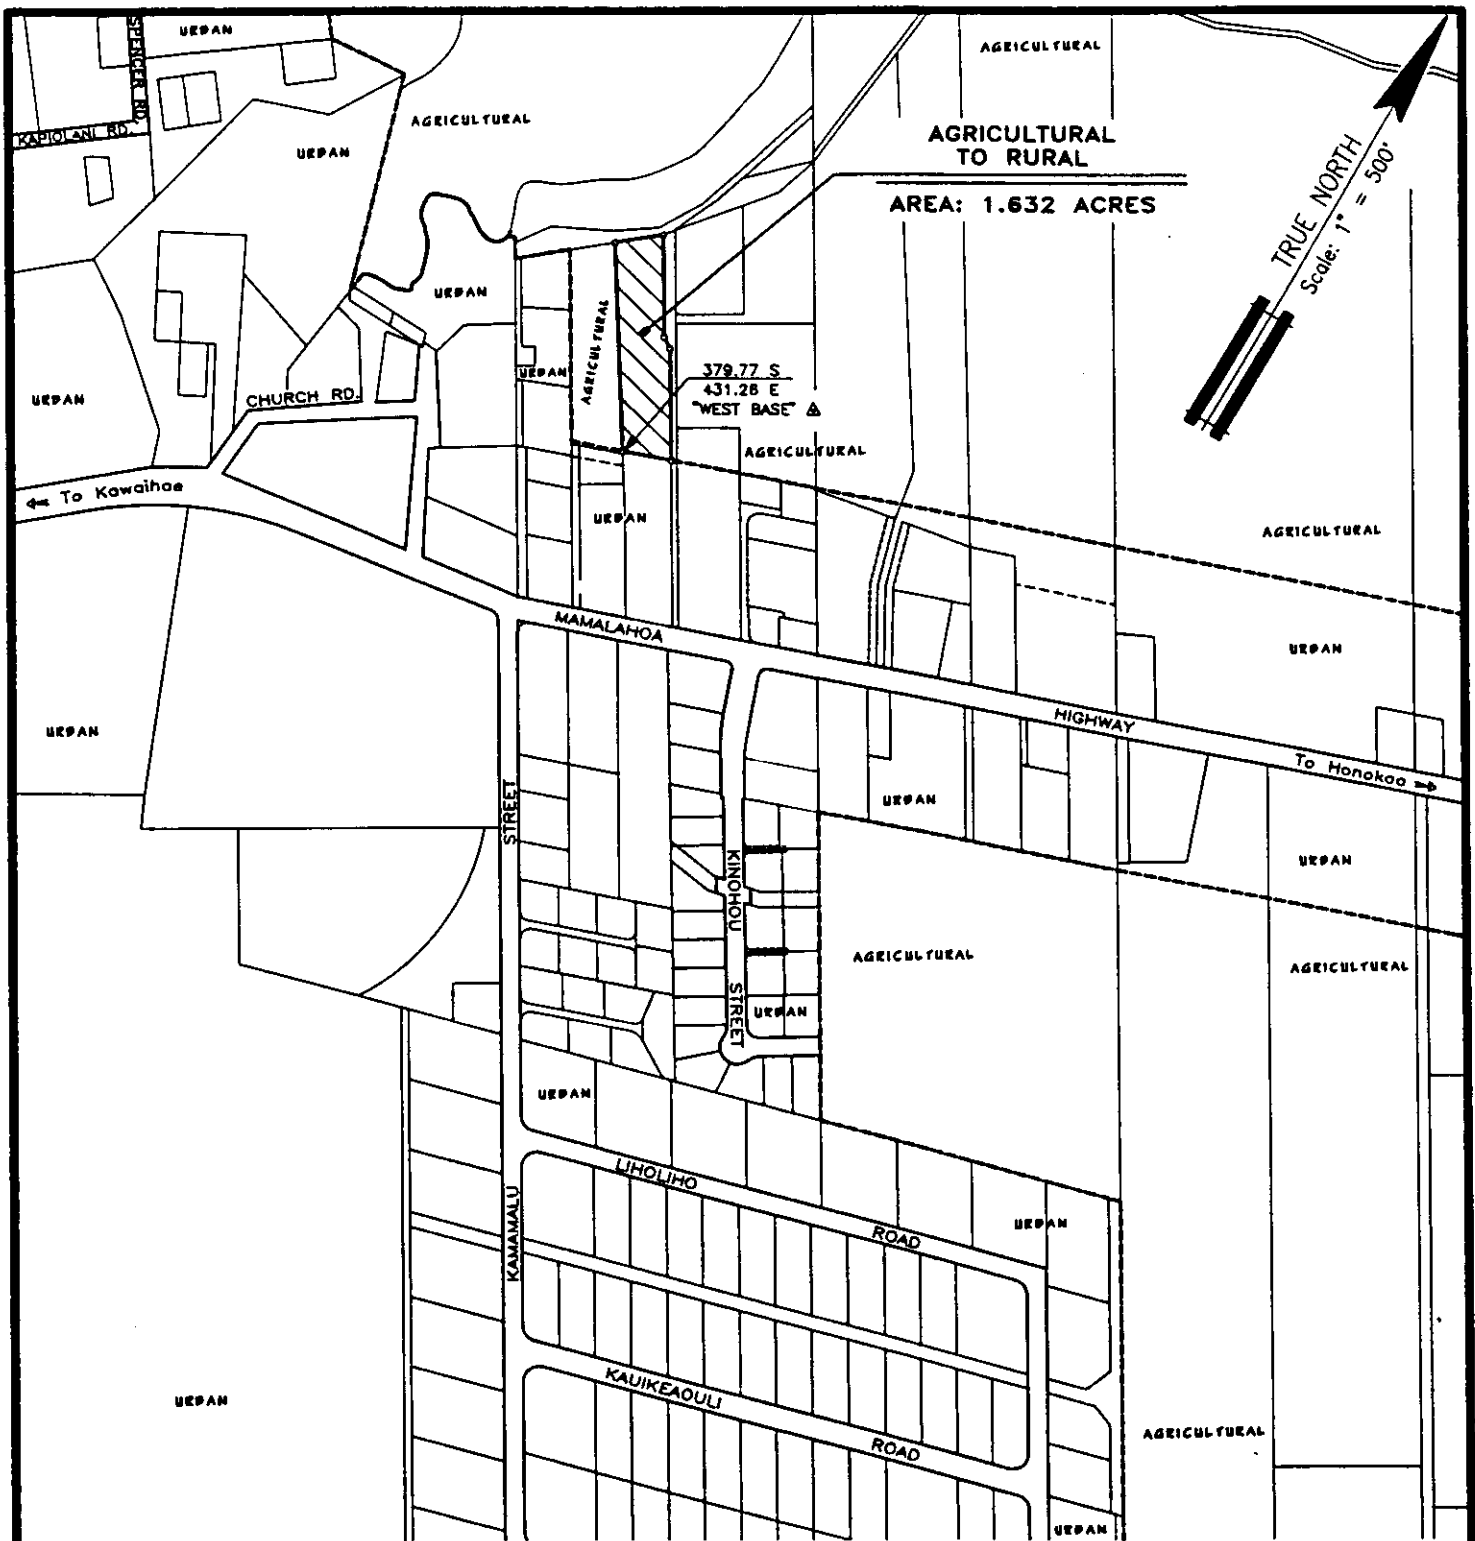 SPENCER RD.
URBAN
AGRICULTURAL
KAPIOLANI RD.
URBAN
AGRICULTURAL
AGRICULTURAL
TO RURAL
AREA: 1.632 ACRES
TRUE NORTH
Scale: 1" = 500'
URBAN
AGRICULTURAL
URBAN
379.77 S
431.28 E
"WEST BASE"
URBAN
CHURCH RD.
AGRICULTURAL
To Kawaihae
URBAN
AGRICULTURAL
MAMALAHOA
URBAN
HIGHWAY
URBAN
To Honokaa
STREET
URBAN
KINOHOU
URBAN
AGRICULTURAL
AGRICULTURAL
STREET
URBAN
URBAN
LIHOLIHO
KAMAMALU
ROAD
URBAN
KAUIKEAOULI
URBAN
ROAD
AGRICULTURAL
URBAN